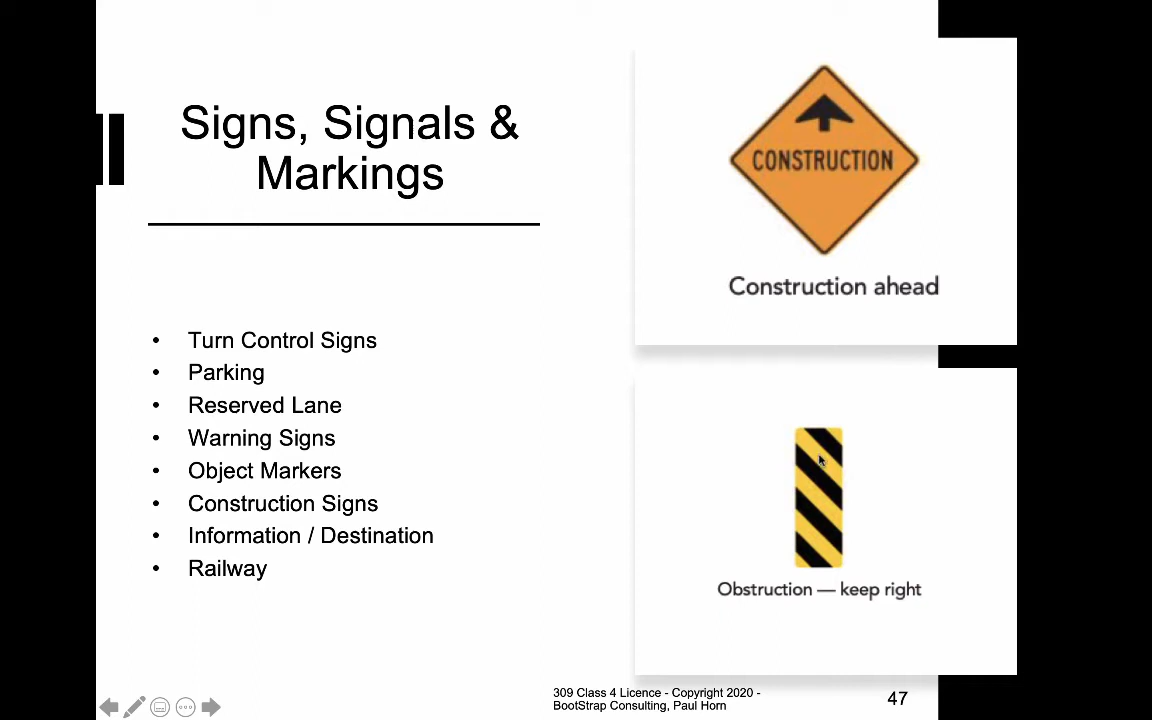 Signs, Signals &
Markings
• Turn Control Signs
• Parking
• Reserved Lane
• Warning Signs
• Object Markers
• Construction Signs
• Information / Destination
• Railway
CONSTRUCTION
Construction ahead
Obstruction — keep right
309 Class 4 Licence - Copyright 2020 -
BootStrap Consulting, Paul Horn
47